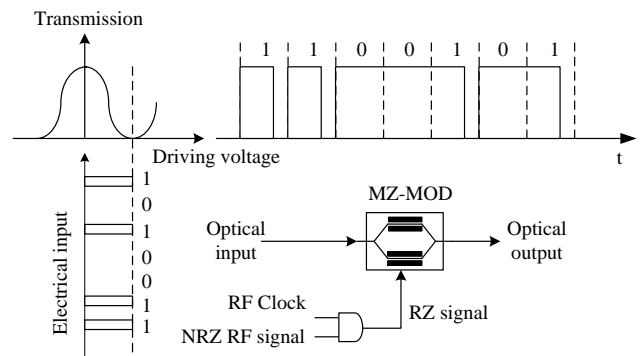 Transmission
1 1 0 0 1 0 1
Driving voltage
t
Electrical input
1
0
1
0
0
1
1
MZ-MOD
Optical
input
Optical
output
RF Clock
NRZ RF signal
RZ signal